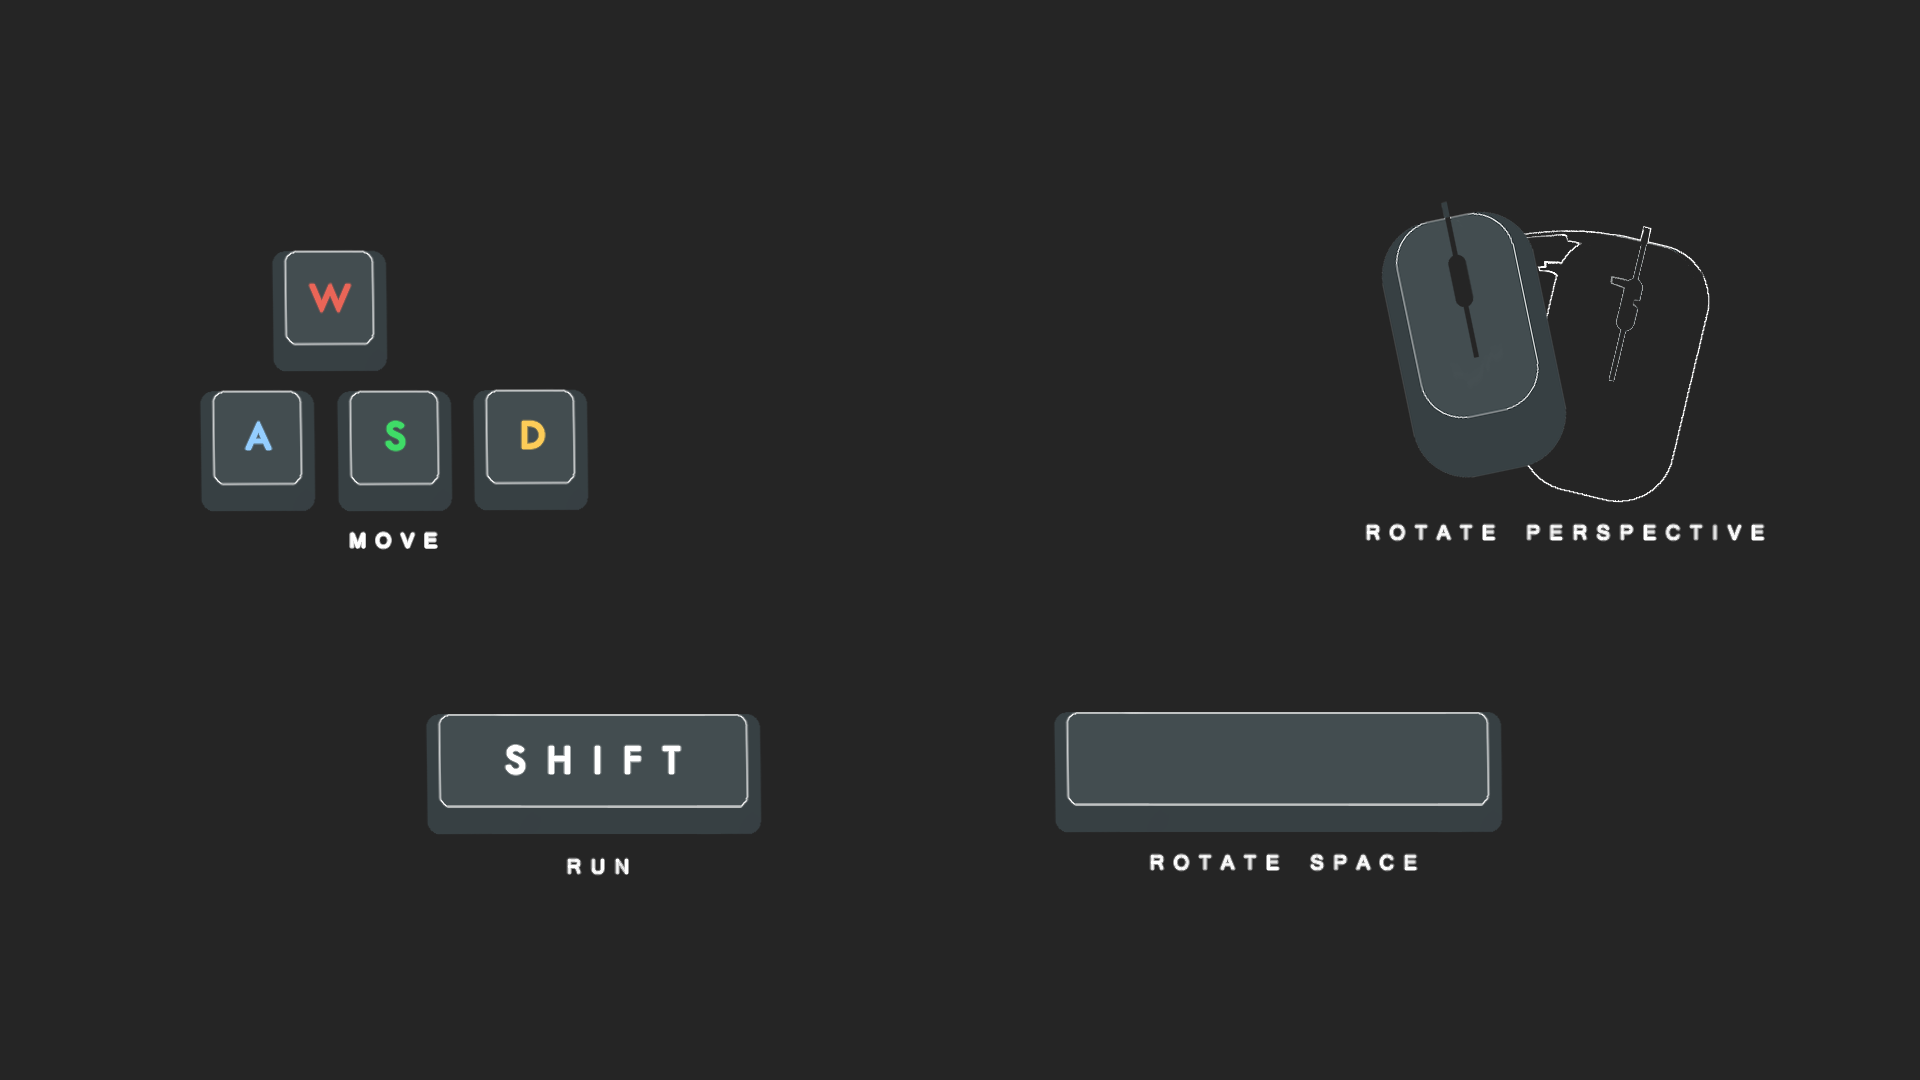 W
A S D
MOVE
ROTATE PERSPECTIVE
SHIFT
RUN
ROTATE SPACE